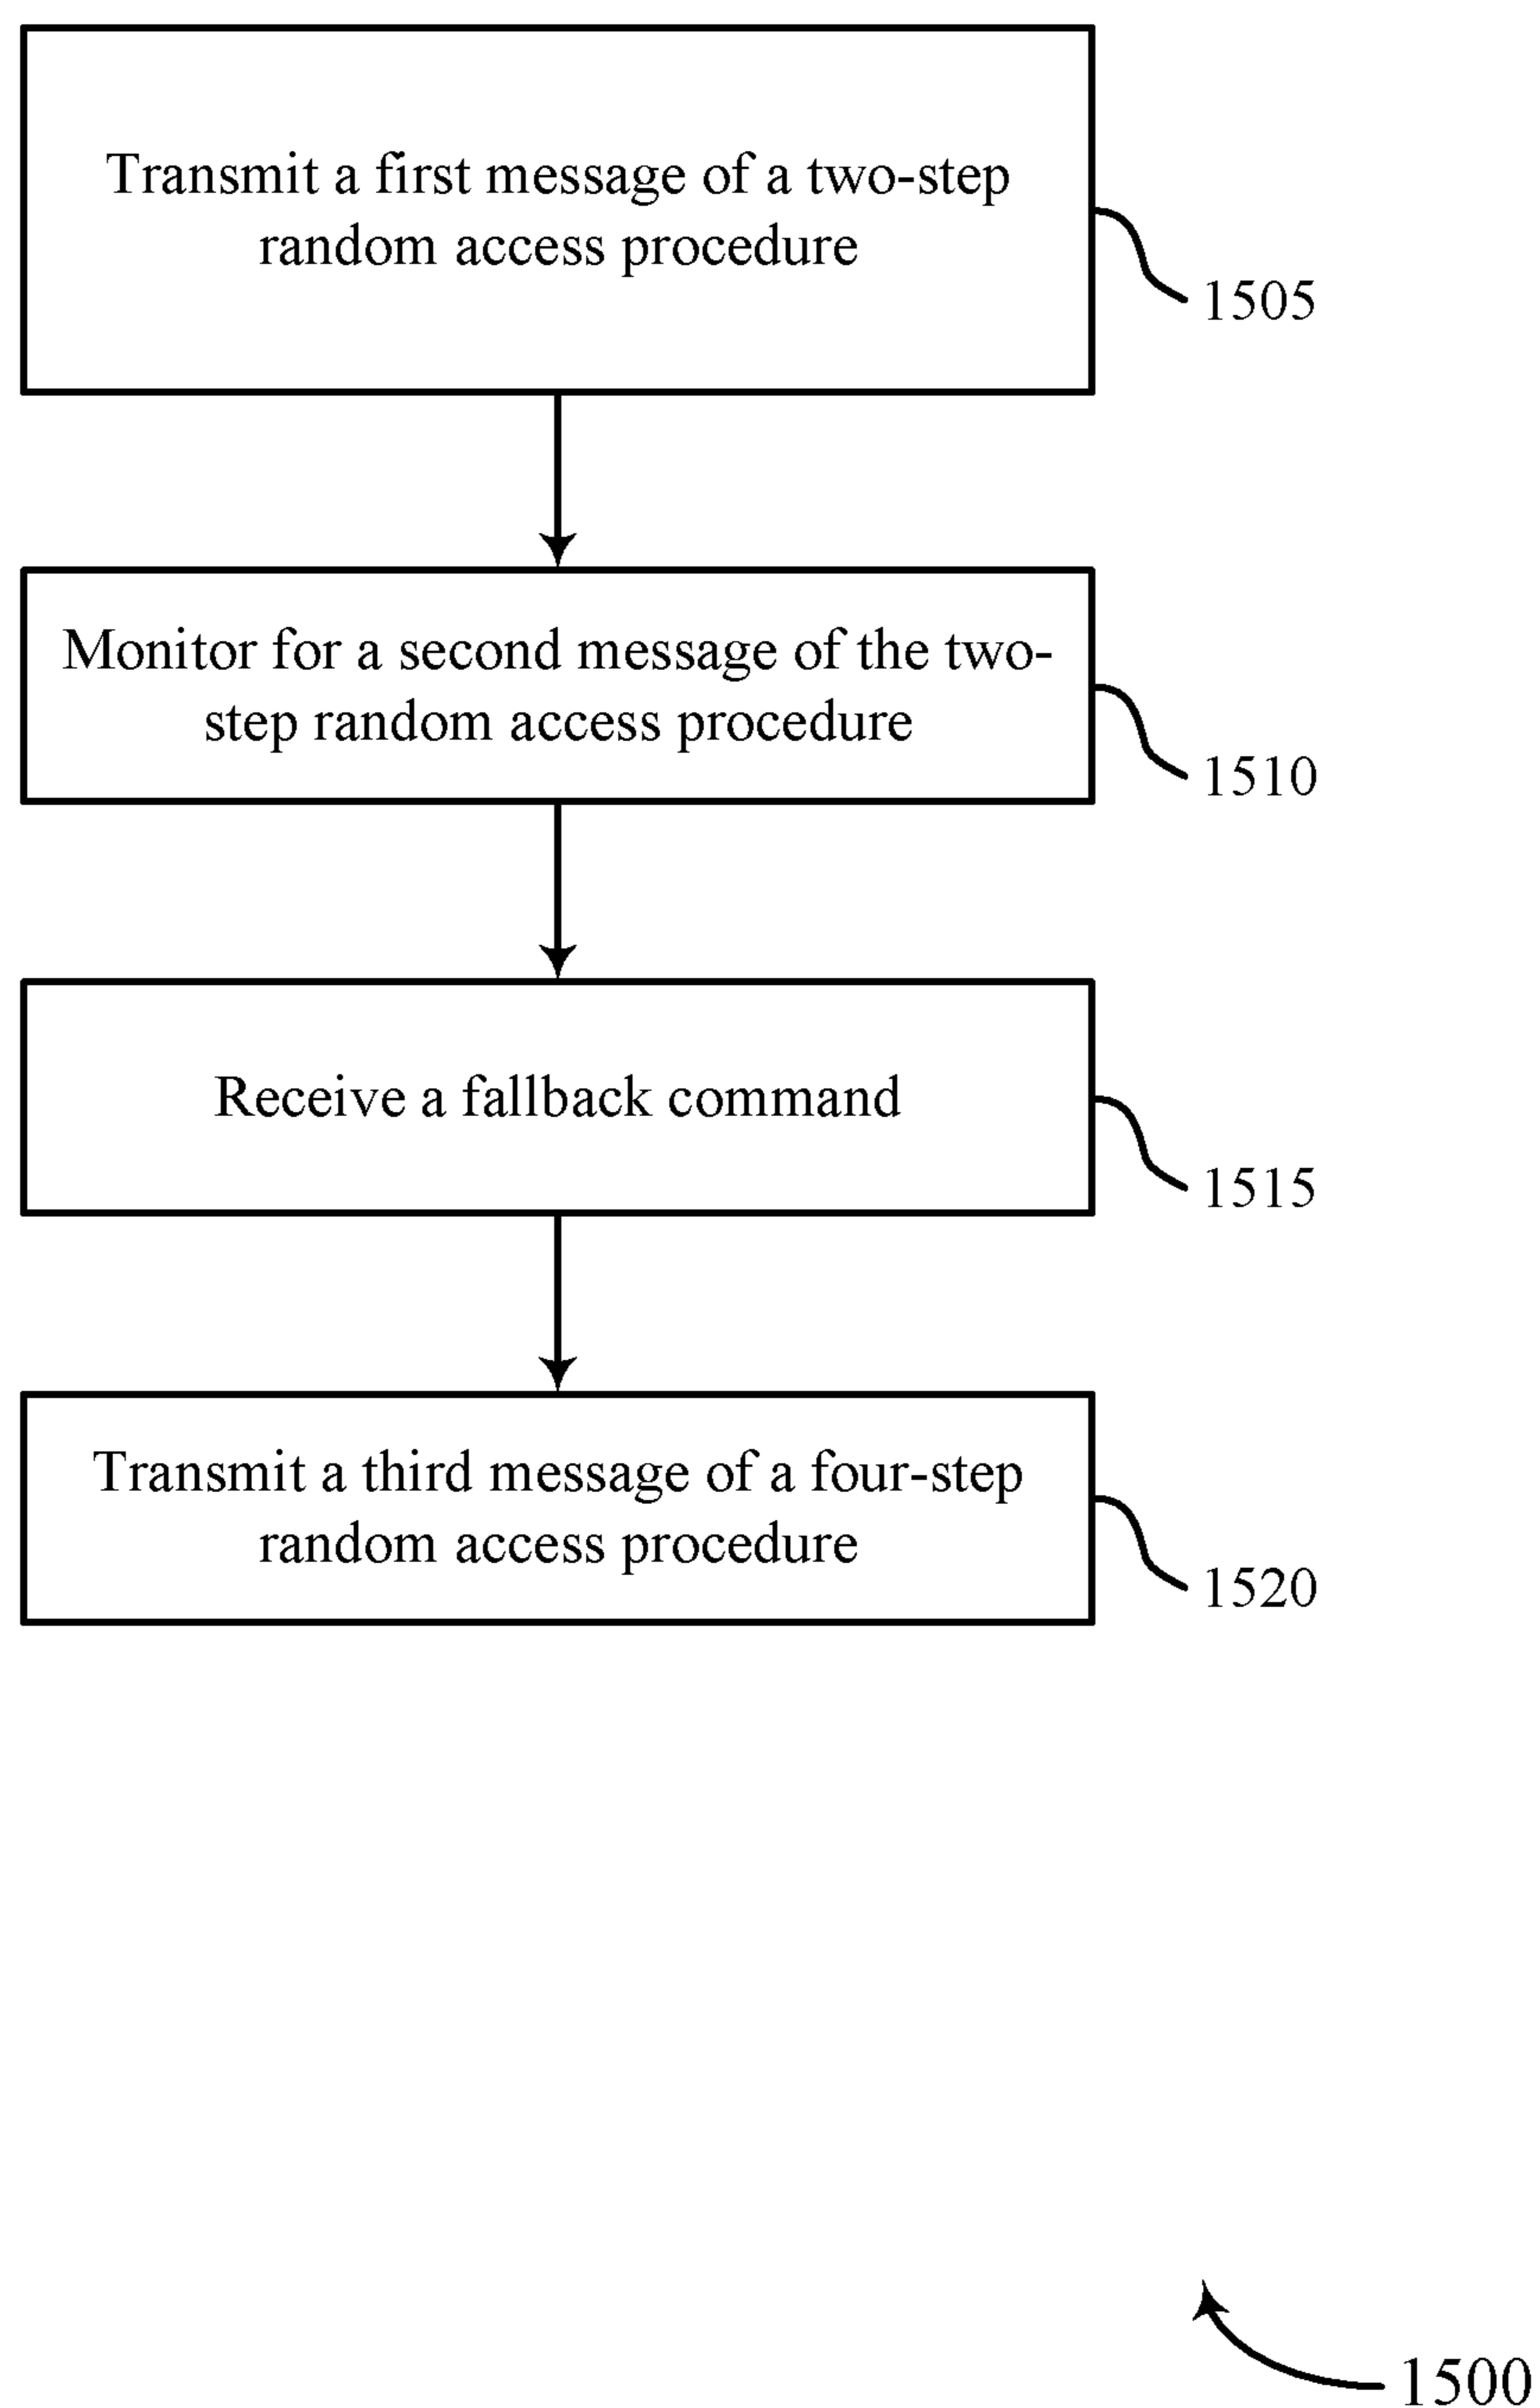 Transmit a first message of a two-step
random access procedure
1505
Monitor for a second message of the two-
step random access procedure
1510
Receive a fallback command
1515
Transmit a third message of a four-step
random access procedure
1520
1500